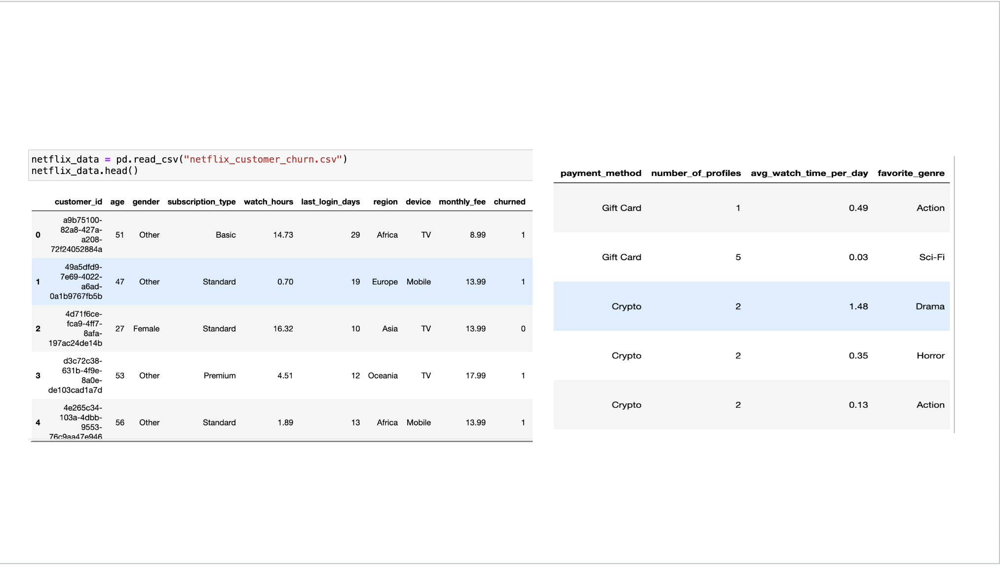 netflix_data = pd.read_csv("netflix_customer_churn.csv")
netflix_data.head()
customer_id age gender subscription_type watch_hours last_login_days region device monthly_fee churned
0 a9b75100-82a8-427a-a208-72f24052884a 51 Other Basic 14.73 29 Africa TV 8.99 1
1 49a5dfd9-7e69-4022-a6ad-0a1b9767fb5b 47 Other Standard 0.70 19 Europe Mobile 13.99 1
2 4d71f6ce-fca9-4ff7-8afa-197ac24de14b 27 Female Standard 16.32 10 Asia TV 13.99 0
3 d3c72c38-631b-4f9e-8a0e-de103cad1a7d 53 Other Premium 4.51 12 Oceania TV 17.99 1
4 4e265c34-103a-4dbb-9553-76c9aa47e946 56 Other Standard 1.89 13 Africa Mobile 13.99 1
payment_method number_of_profiles avg_watch_time_per_day favorite_genre
Gift Card 1 0.49 Action
Gift Card 5 0.03 Sci-Fi
Crypto 2 1.48 Drama
Crypto 2 0.35 Horror
Crypto 2 0.13 Action